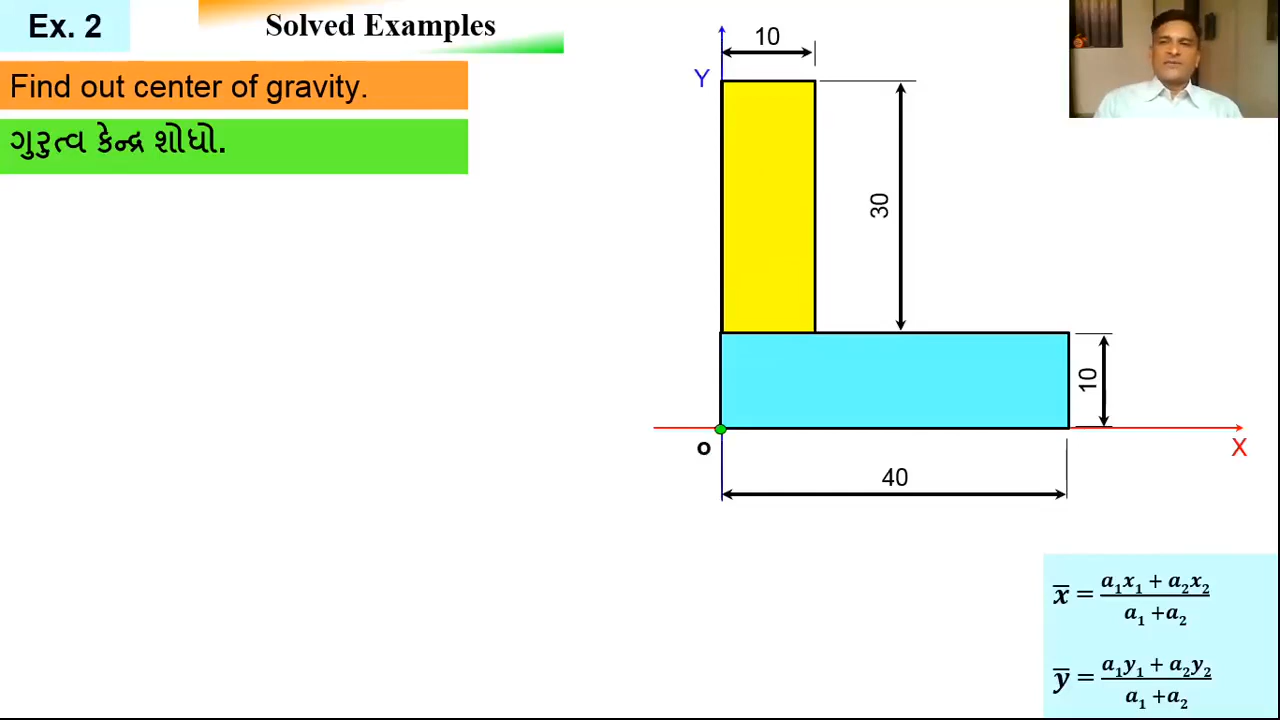 Ex. 2
Solved Examples
Find out center of gravity.
ગુરુત્વ કેન્દ્ર શોધો.
10
Y
30
10
O
X
40
x̅ = (a₁x₁ + a₂x₂) / (a₁ + a₂)
y̅ = (a₁y₁ + a₂y₂) / (a₁ + a₂)